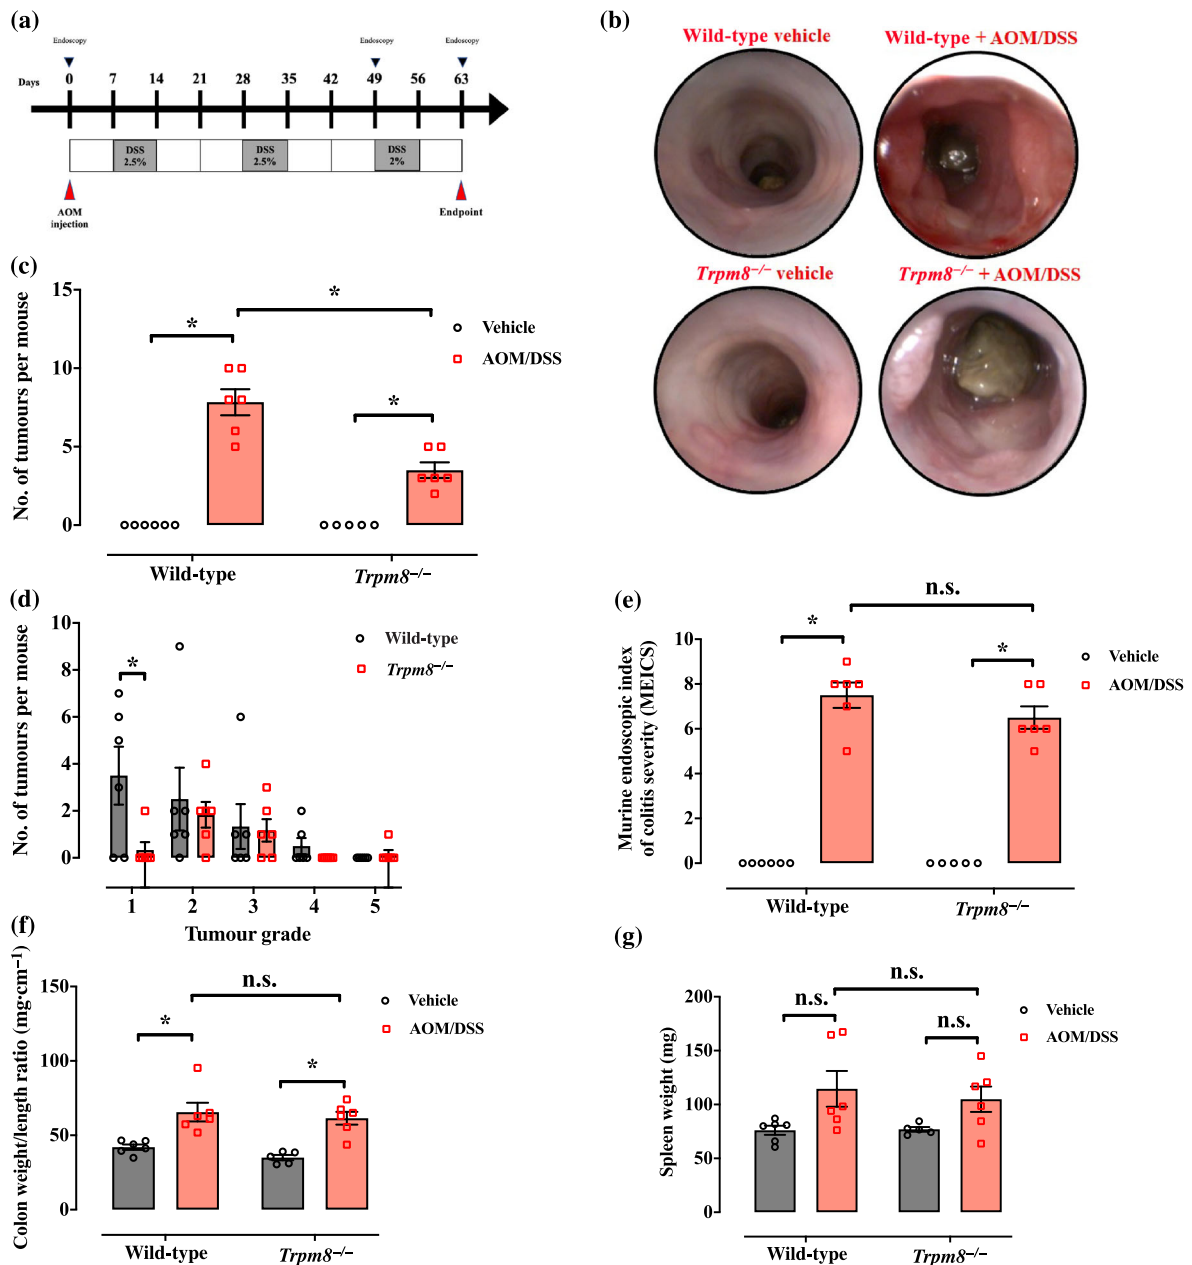 (a)
Endoscopy Endoscopy Endoscopy
Days 0 7 14 21 28 35 42 49 56 63
DSS 2.5% DSS 2.5% DSS 2%
AOM injection
Endpoint
(b)
Wild-type vehicle
Wild-type + AOM/DSS
Trpm8−/− vehicle
Trpm8−/− + AOM/DSS
(c)
No. of tumours per mouse
15
10
5
0
*
*
*
Vehicle
AOM/DSS
Wild-type
Trpm8−/−
(d)
No. of tumours per mouse
10
8
6
4
2
0
*
Wild-type
Trpm8−/−
1 2 3 4 5
Tumour grade
(e)
Murine endoscopic index
of colitis severity (MEICS)
10
8
6
4
2
0
n.s.
*
*
Vehicle
AOM/DSS
Wild-type
Trpm8−/−
(f)
Colon weight/length ratio (mg·cm−1)
150
100
50
0
n.s.
*
*
Vehicle
AOM/DSS
Wild-type
Trpm8−/−
(g)
Spleen weight (mg)
200
150
100
50
0
n.s.
n.s.
n.s.
Vehicle
AOM/DSS
Wild-type
Trpm8−/−